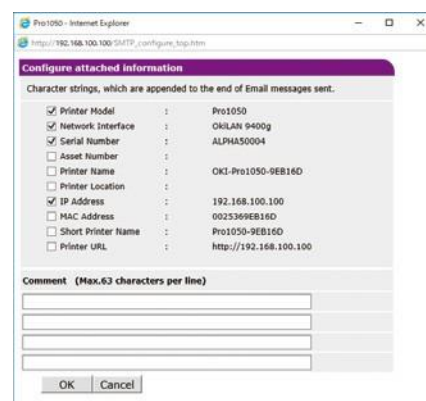 Pro1050 - Internet Explorer
http://192.168.100.100/SMTP_configure_top.htm
Configure attached information
Character strings, which are appended to the end of Email messages sent.
Printer Model : Pro1050
Network Interface : OkiLAN 9400g
Serial Number : ALPHA50004
Asset Number :
Printer Name : OKI-Pro1050-9EB16D
Printer Location :
IP Address : 192.168.100.100
MAC Address : 0025369EB16D
Short Printer Name : Pro1050-9EB16D
Printer URL : http://192.168.100.100
Comment (Max.63 characters per line)
OK Cancel